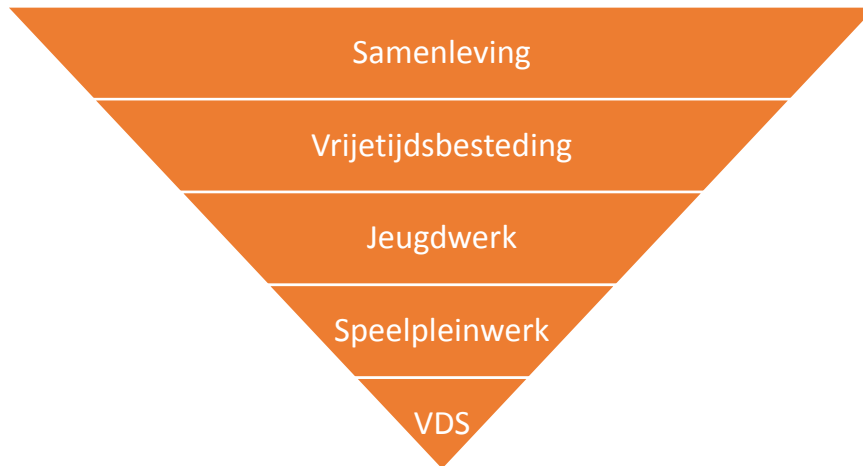 Samenleving
Vrijetijdsbesteding
Jeugdwerk
Speelpleinwerk
VDS